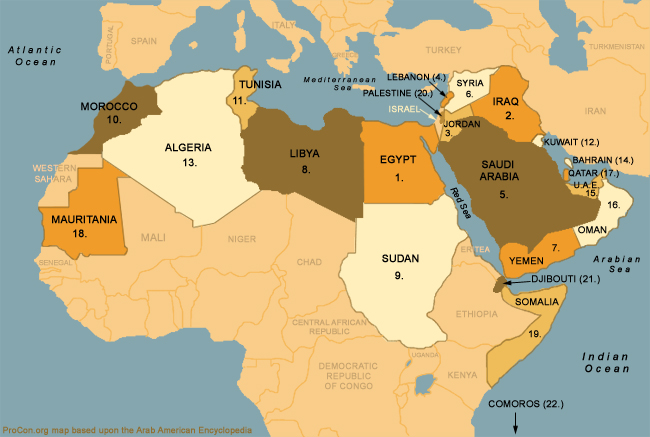 PORTUGAL
SPAIN
ITALY
Atlantic
Ocean
GREECE
TURKEY
TURKMENISTAN
Mediterranean
Sea
LEBANON (4.)
SYRIA
6.
PALESTINE (20.)
ISRAEL
IRAQ
2.
IRAN
TUNISIA
11.
MOROCCO
10.
JORDAN
3.
KUWAIT (12.)
ALGERIA
13.
LIBYA
8.
EGYPT
1.
SAUDI
ARABIA
5.
BAHRAIN (14.)
QATAR (17.)
U.A.E.
15.
WESTERN
SAHARA
Red Sea
16.
OMAN
MAURITANIA
18.
MALI
NIGER
CHAD
SUDAN
9.
ERITREA
7.
YEMEN
Arabian
Sea
SENEGAL
DJIBOUTI (21.)
SOMALIA
19.
ETHIOPIA
CENTRAL AFRICAN
REPUBLIC
UGANDA
KENYA
DEMOCRATIC
REPUBLIC
OF CONGO
Indian
Ocean
COMOROS (22.)
ProCon.org map based upon the Arab American Encyclopedia